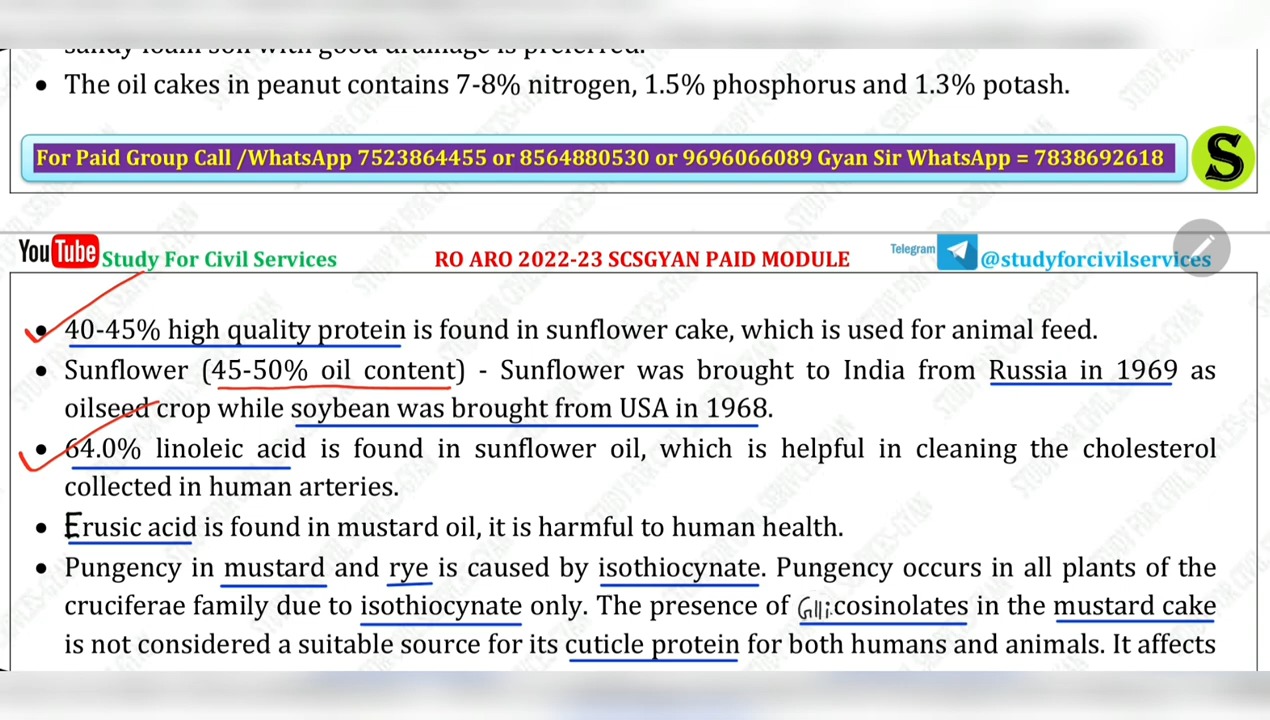 sandy loam soil with good drainage is preferred.
• The oil cakes in peanut contains 7-8% nitrogen, 1.5% phosphorus and 1.3% potash.
For Paid Group Call /WhatsApp 7523864455 or 8564880530 or 9696066089 Gyan Sir WhatsApp = 7838692618
S
YouTube Study For Civil Services RO ARO 2022-23 SCSGYAN PAID MODULE Telegram @studyforcivilservices
• 40-45% high quality protein is found in sunflower cake, which is used for animal feed.
• Sunflower (45-50% oil content) - Sunflower was brought to India from Russia in 1969 as
oilseed crop while soybean was brought from USA in 1968.
• 64.0% linoleic acid is found in sunflower oil, which is helpful in cleaning the cholesterol
collected in human arteries.
• Erusic acid is found in mustard oil, it is harmful to human health.
• Pungency in mustard and rye is caused by isothiocynate. Pungency occurs in all plants of the
cruciferae family due to isothiocynate only. The presence of cosinolates in the mustard cake
is not considered a suitable source for its cuticle protein for both humans and animals. It affects